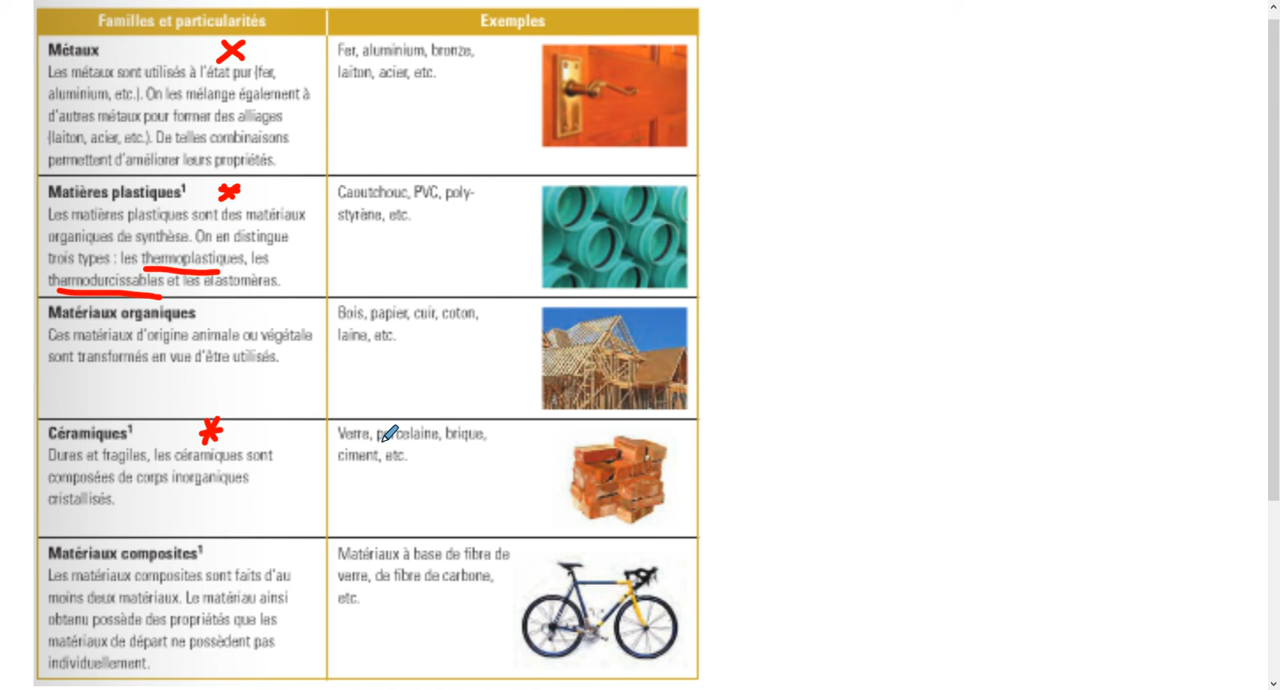 Familles et particularités
Exemples
Métaux
Les métaux sont utilisés à l'état pur (fer,
aluminium, etc.). On les mélange également à
d'autres métaux pour former des alliages
(laiton, acier, etc.). De telles combinaisons
permettent d'améliorer leurs propriétés.
Fer, aluminium, bronze,
laiton, acier, etc.
Matières plastiques¹
Les matières plastiques sont des matériaux
organiques de synthèse. On en distingue
trois types : les thermoplastiques, les
thermodurcissables et les élastomères.
Caoutchouc, PVC, poly-
styrène, etc.
Matériaux organiques
Ces matériaux d'origine animale ou végétale
sont transformés en vue d'être utilisés.
Bois, papier, cuir, coton,
laine, etc.
Céramiques¹
Dures et fragiles, les céramiques sont
composées de corps inorganiques
cristallisés.
Verre, porcelaine, brique,
ciment, etc.
Matériaux composites¹
Les matériaux composites sont faits d'au
moins deux matériaux. Le matériau ainsi
obtenu possède des propriétés que les
matériaux de départ ne possèdent pas
individuellement.
Matériaux à base de fibre de
verre, de fibre de carbone,
etc.